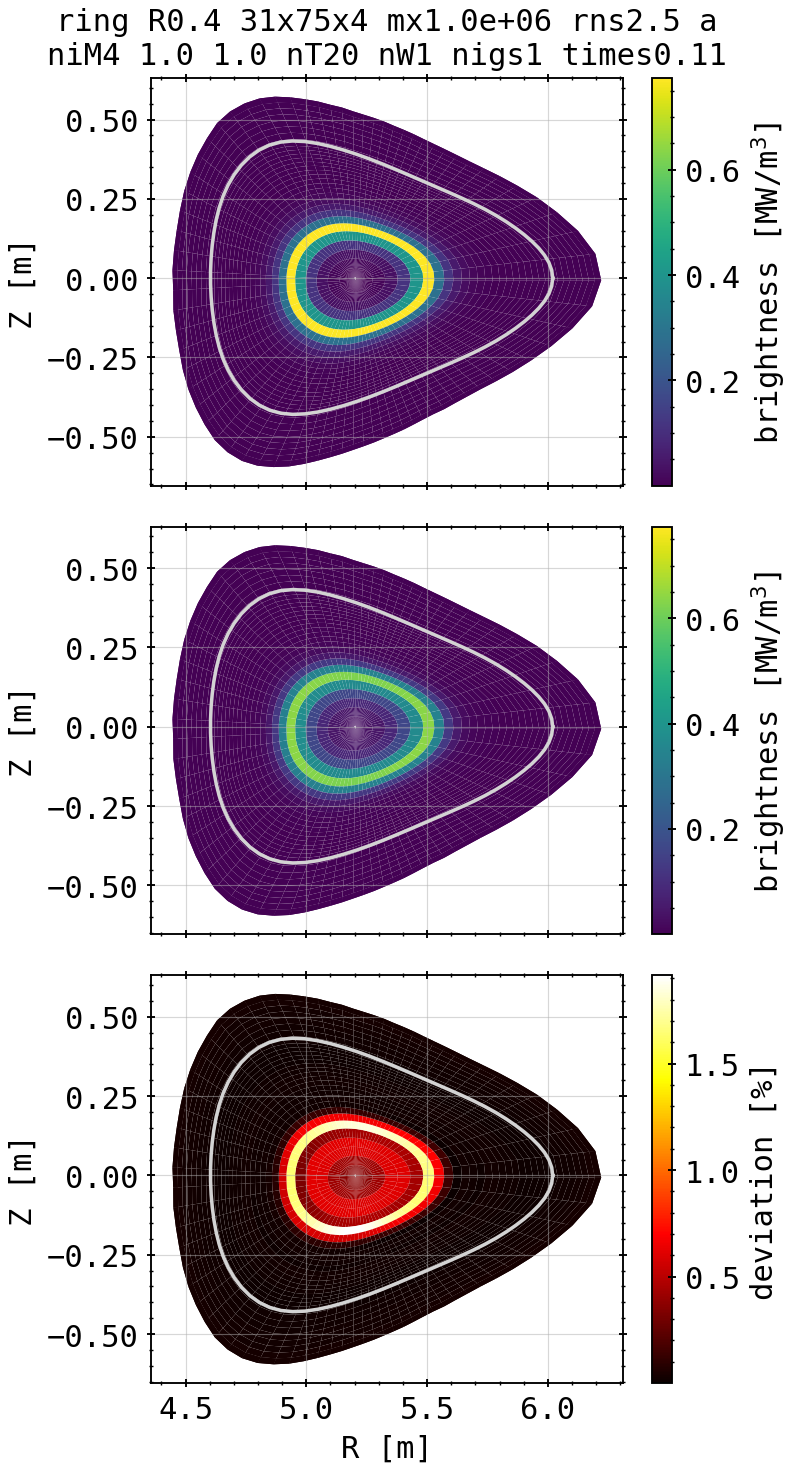 ring R0.4 31x75x4 mx1.0e+06 rns2.5 a
niM4 1.0 1.0 nT20 nW1 nigs1 times0.11
0.50
0.25
0.00
−0.25
−0.50
Z [m]
0.6
0.4
0.2
brightness [MW/m³]
0.50
0.25
0.00
−0.25
−0.50
Z [m]
0.6
0.4
0.2
brightness [MW/m³]
0.50
0.25
0.00
−0.25
−0.50
Z [m]
1.5
1.0
0.5
deviation [%]
4.5 5.0 5.5 6.0
R [m]